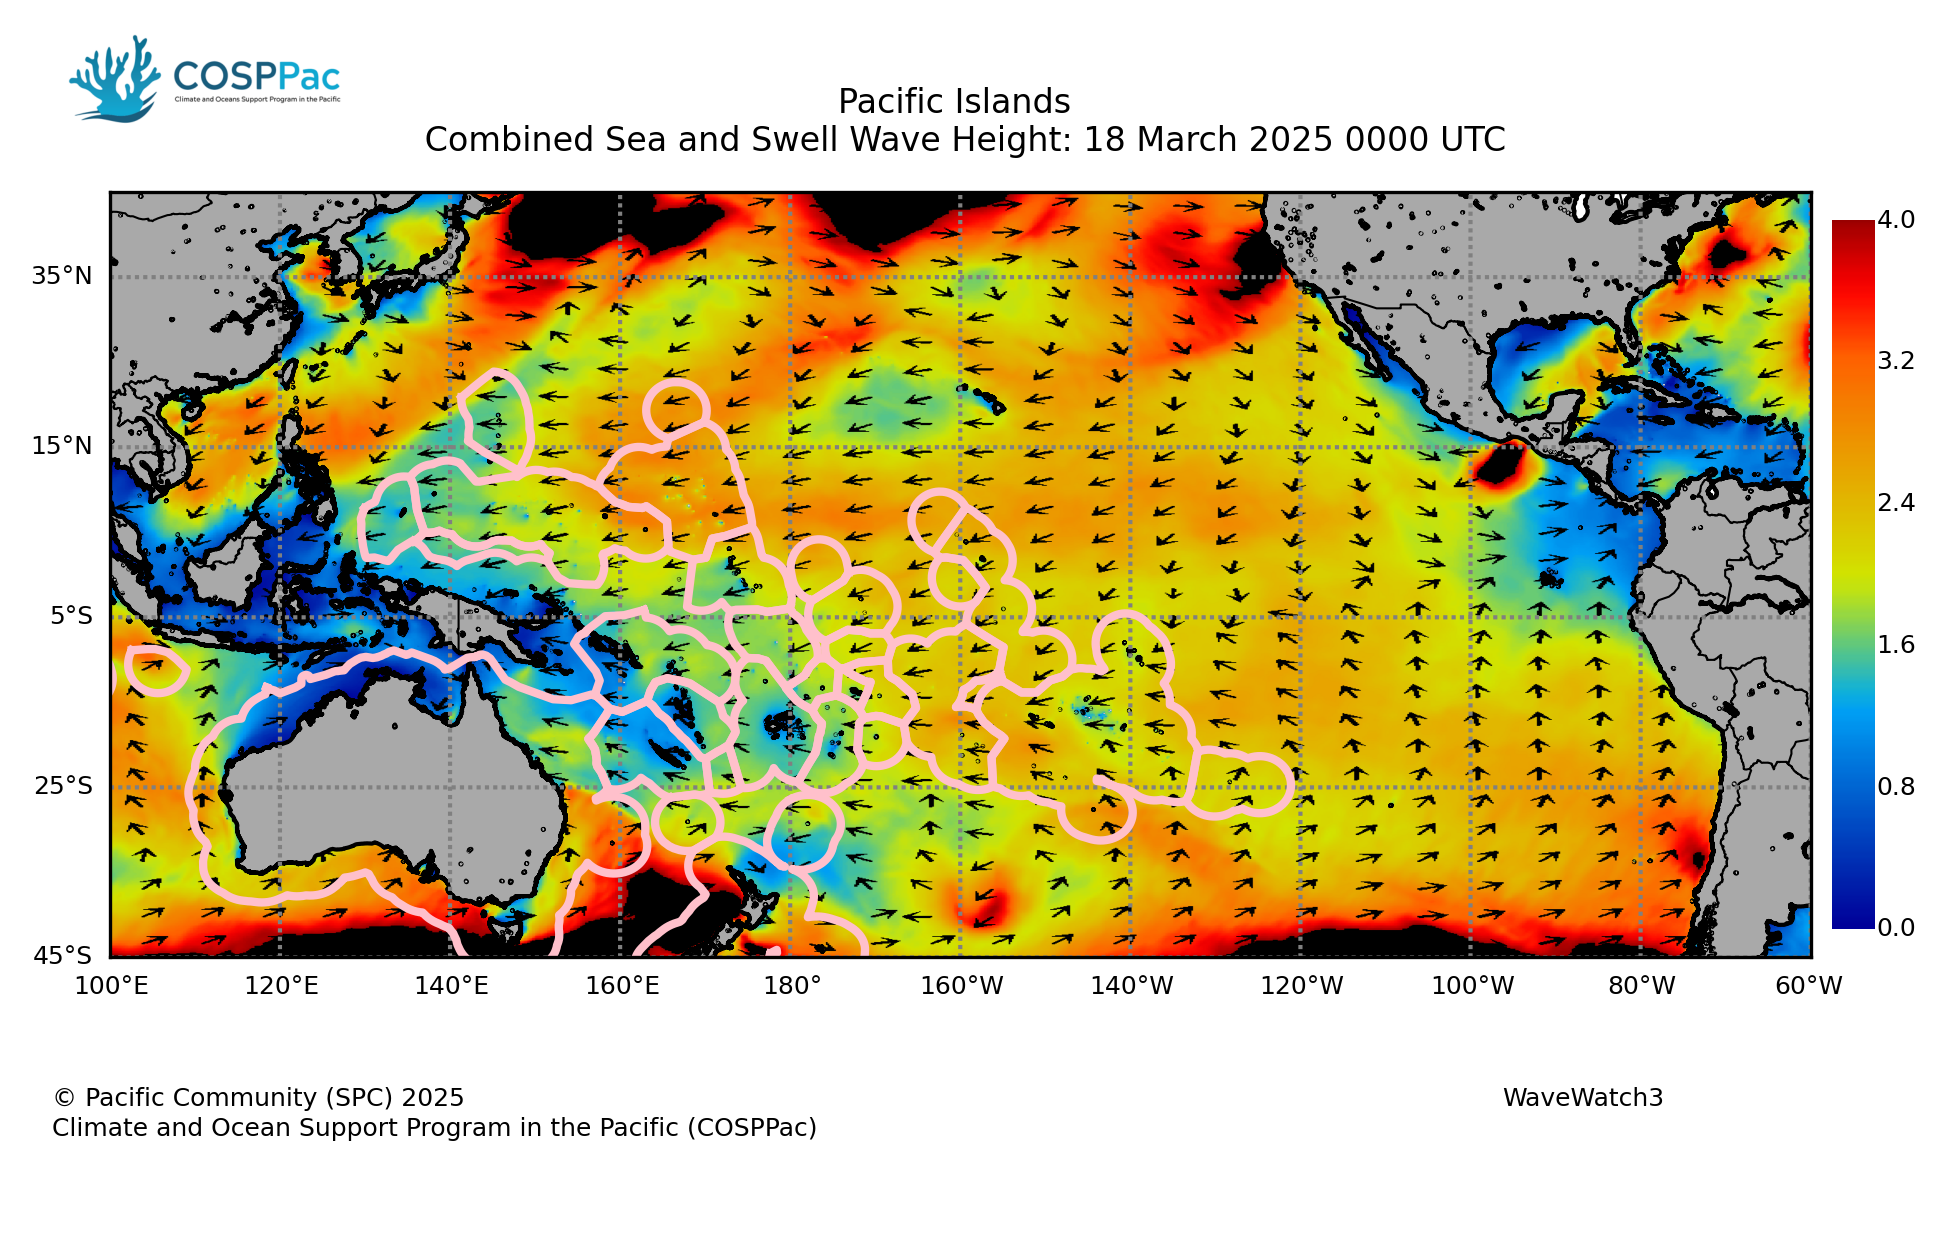 COSPPac
Climate and Oceans Support Program in the Pacific
Pacific Islands
Combined Sea and Swell Wave Height: 18 March 2025 0000 UTC
35°N
15°N
5°S
25°S
45°S
100°E 120°E 140°E 160°E 180° 160°W 140°W 120°W 100°W 80°W 60°W
4.0
3.2
2.4
1.6
0.8
0.0
© Pacific Community (SPC) 2025
Climate and Ocean Support Program in the Pacific (COSPPac)
WaveWatch3